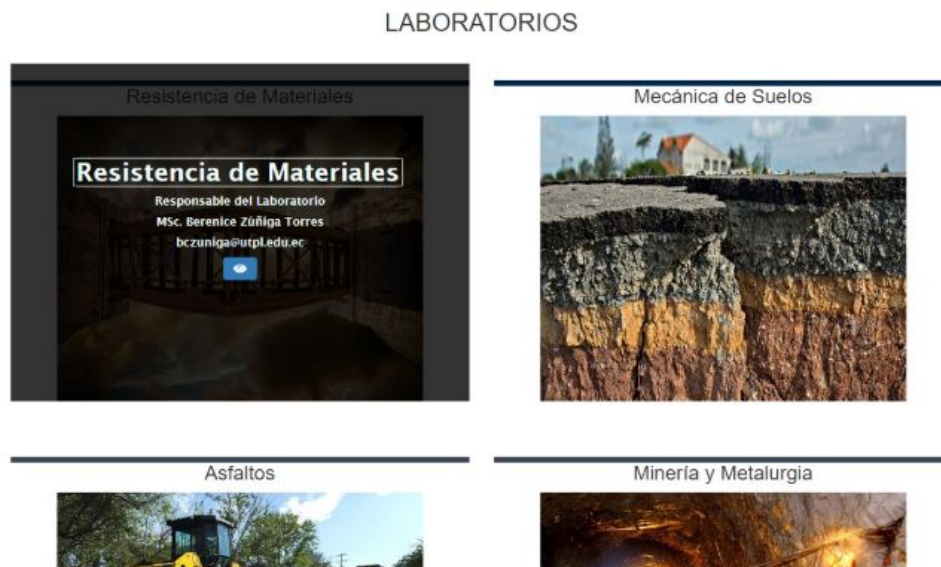 LABORATORIOS
Resistencia de Materiales
Resistencia de Materiales
Responsable del Laboratorio
MSc. Berenice Zúñiga Torres
bczuniga@utpl.edu.ec
Mecánica de Suelos
Asfaltos
Minería y Metalurgia